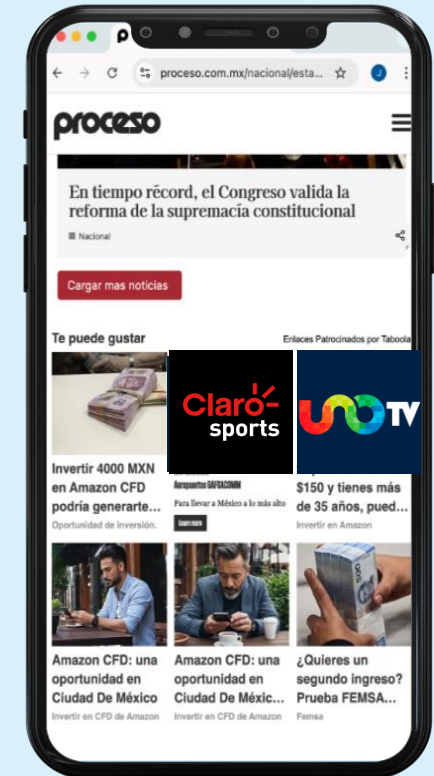 proceso.com.mx/nacional/esta...
J
proceso
En tiempo récord, el Congreso valida la
reforma de la supremacía constitucional
Nacional
Cargar mas noticias
Te puede gustar
Enlaces Patrocinados por Taboola
Claro-
sports
UNO TV
Invertir 4000 MXN
en Amazon CFD
podría generarte...
Oportunidad de Inversión.
Aeropuertos GAFSACOMM
Para llevar a México a lo más alto
Learn more
$150 y tienes más
de 35 años, pued...
Invertir en Amazon
500
Amazon CFD: una
oportunidad en
Ciudad De México
Invertir en CFD de Amazon
Amazon CFD: una
oportunidad en
Ciudad De Méxic...
Invertir en CFD de Amazon
¿Quieres un
segundo ingreso?
Prueba FEMSA...
Femsa